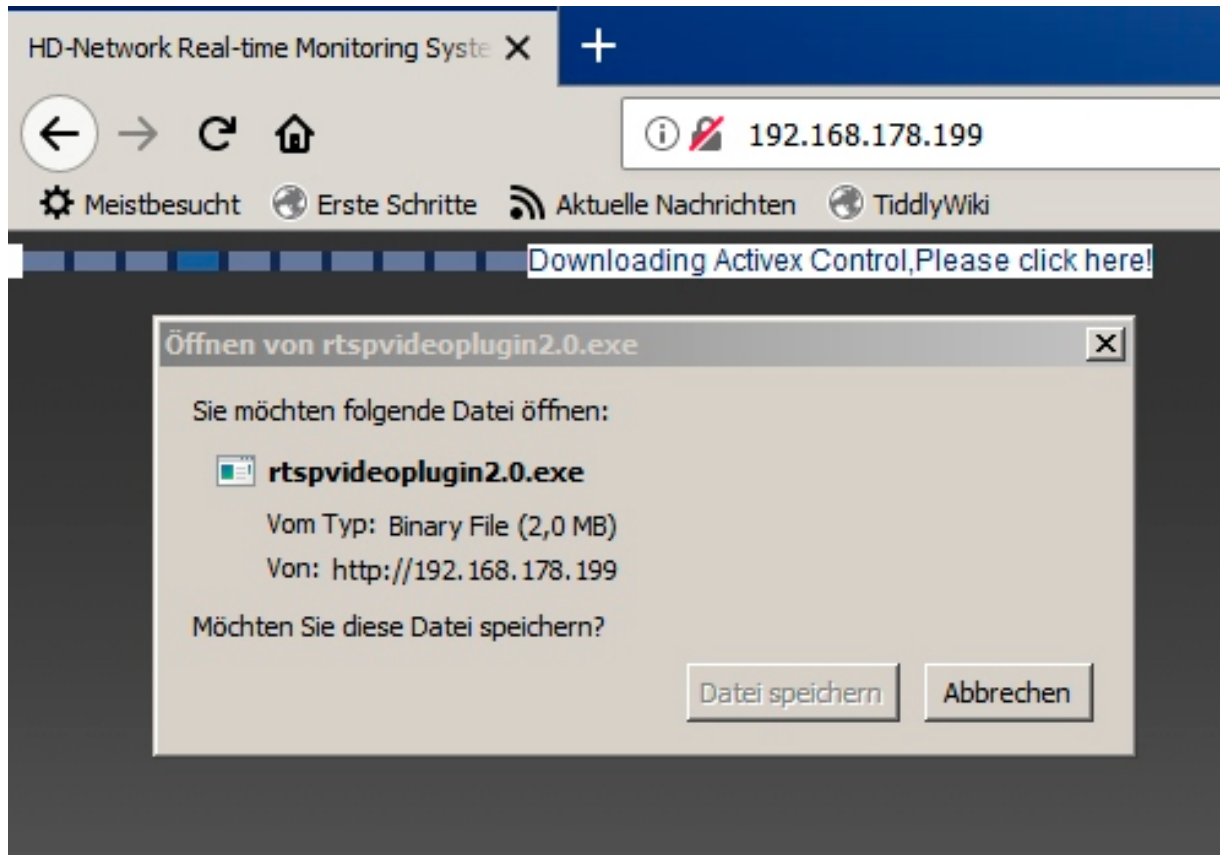 HD-Network Real-time Monitoring Syste
192.168.178.199
Meistbesucht Erste Schritte Aktuelle Nachrichten TiddlyWiki
Downloading Activex Control,Please click here!
Öffnen von rtspvideoplugin2.0.exe
Sie möchten folgende Datei öffnen:
rtspvideoplugin2.0.exe
Vom Typ: Binary File (2,0 MB)
Von: http://192.168.178.199
Möchten Sie diese Datei speichern?
Datei speichern Abbrechen